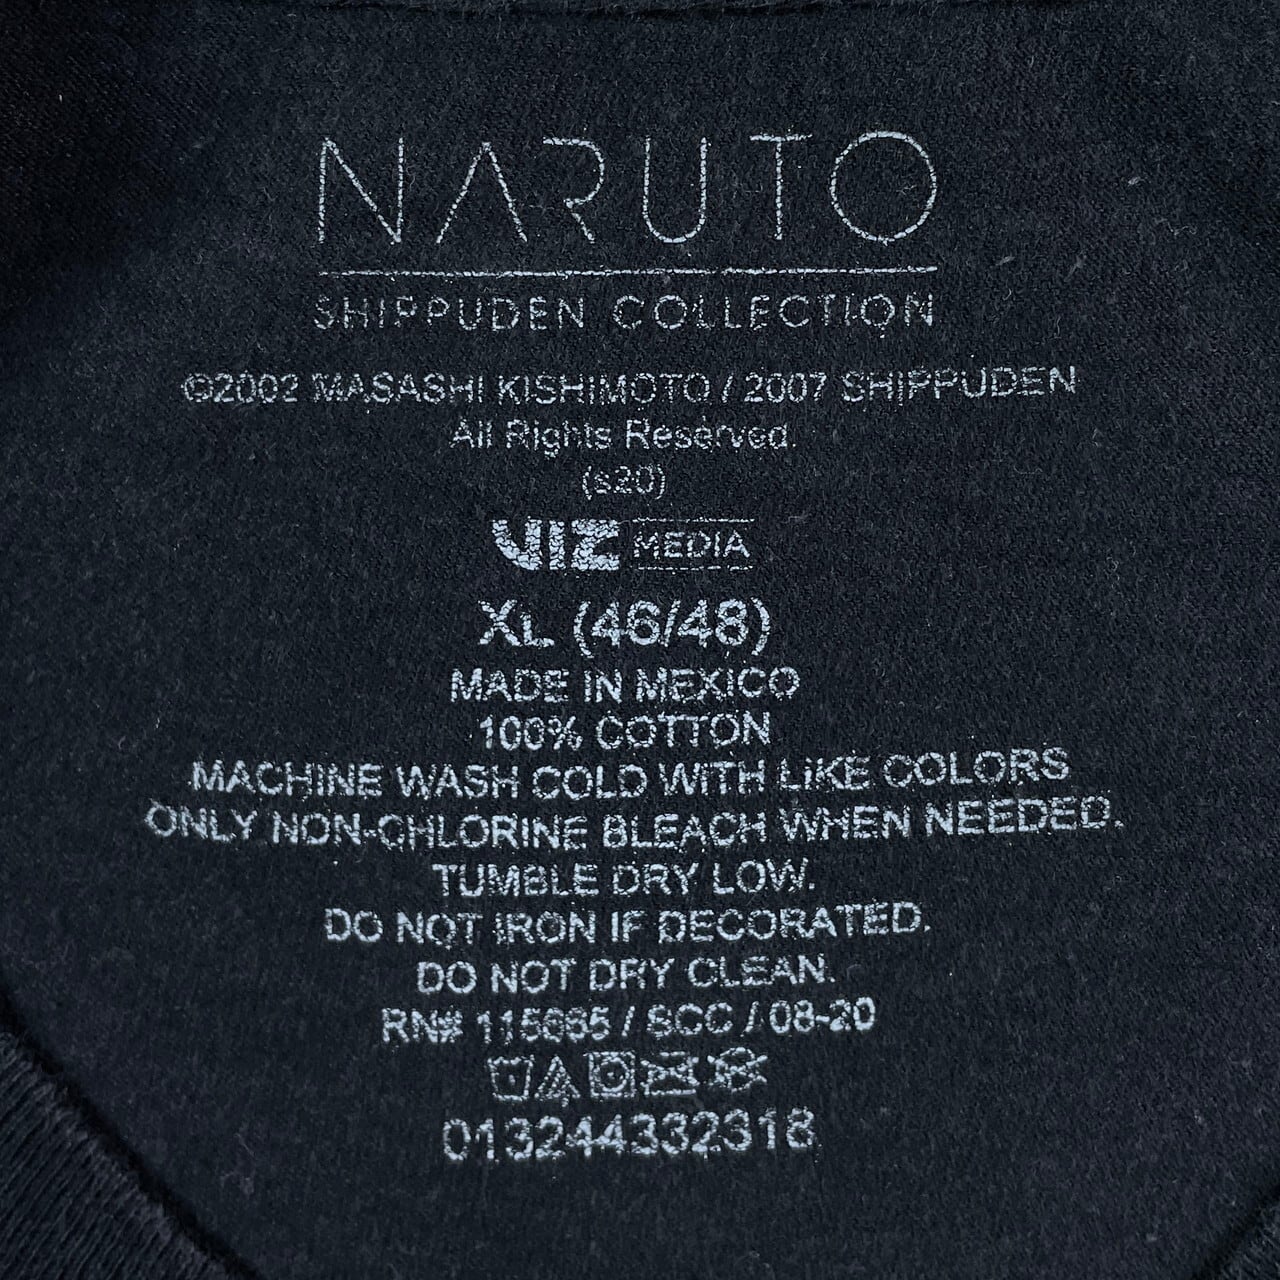 NARUTO
SHIPPUDEN COLLECTION
©2002 MASASHI KISHIMOTO / 2007 SHIPPUDEN
All Rights Reserved.
(s20)
VIZ MEDIA
XL (46/48)
MADE IN MEXICO
100% COTTON
MACHINE WASH COLD WITH LIKE COLORS
ONLY NON-CHLORINE BLEACH WHEN NEEDED.
TUMBLE DRY LOW.
DO NOT IRON IF DECORATED.
DO NOT DRY CLEAN.
RN# 115665 / SCC / 08-20
013244332318